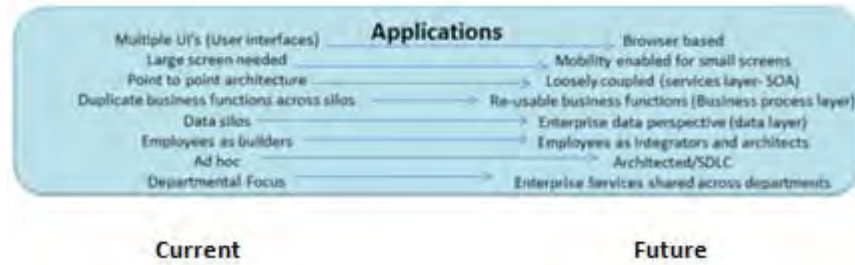 Applications
Multiple UI's (User interfaces) Browser based
Large screen needed Mobility enabled for small screens
Point to point architecture Loosely coupled (services layer- SOA)
Duplicate business functions across silos Re-usable business functions (Business process layer)
Data silos Enterprise data perspective (data layer)
Employees as builders Employees as integrators and architects
Ad hoc Architected/SDLC
Departmental Focus Enterprise Services shared across departments
Current Future